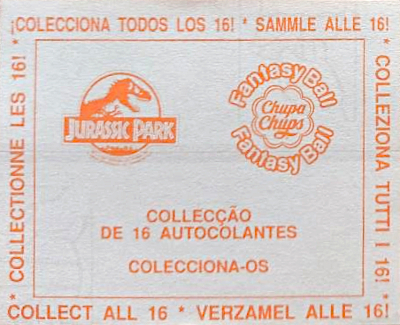 ¡COLECCIONA TODOS LOS 16! * SAMMLE ALLE 16!
* COLLECTIONNE LES 16! *
* COLLEZIONA TUTTI I 16! *
JURASSIC PARK
Fantasy Ball
Chupa
Chups
Fantasy Ball
COLLECÇÃO
DE 16 AUTOCOLANTES
COLECCIONA-OS
COLLECT ALL 16 * VERZAMEL ALLE 16!